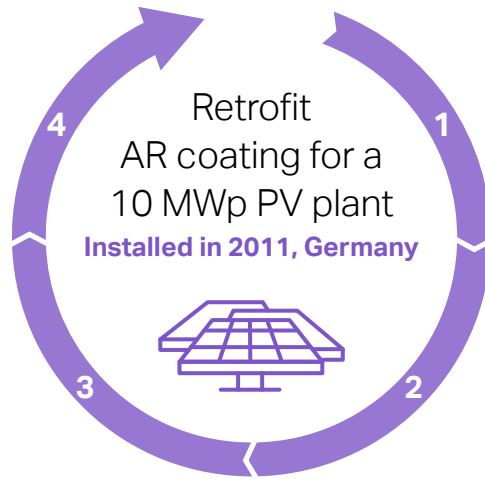 Retrofit
AR coating for a
10 MWp PV plant
Installed in 2011, Germany
1
2
3
4